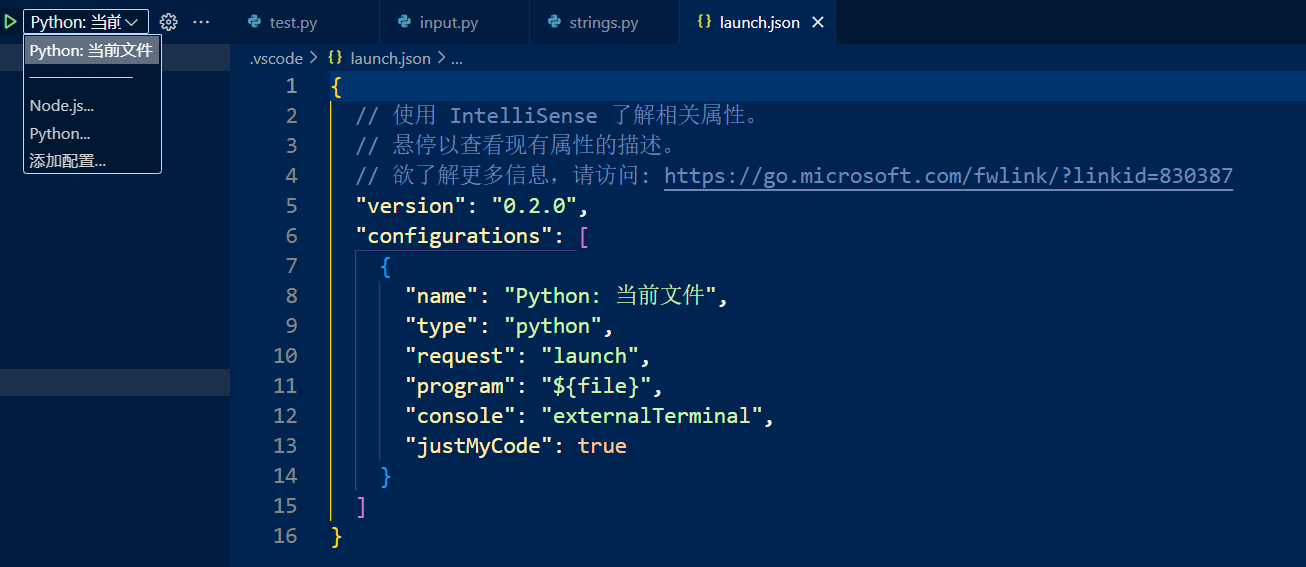 Python: 当前
test.py
input.py
strings.py
{} launch.json
Python: 当前文件
Node.js...
Python...
添加配置...
.vscode > {} launch.json > ...
1 {
2 // 使用 IntelliSense 了解相关属性。
3 // 悬停以查看现有属性的描述。
4 // 欲了解更多信息，请访问: https://go.microsoft.com/fwlink/?linkid=830387
5 "version": "0.2.0",
6 "configurations": [
7 {
8 "name": "Python: 当前文件",
9 "type": "python",
10 "request": "launch",
11 "program": "${file}",
12 "console": "externalTerminal",
13 "justMyCode": true
14 }
15 ]
16 }